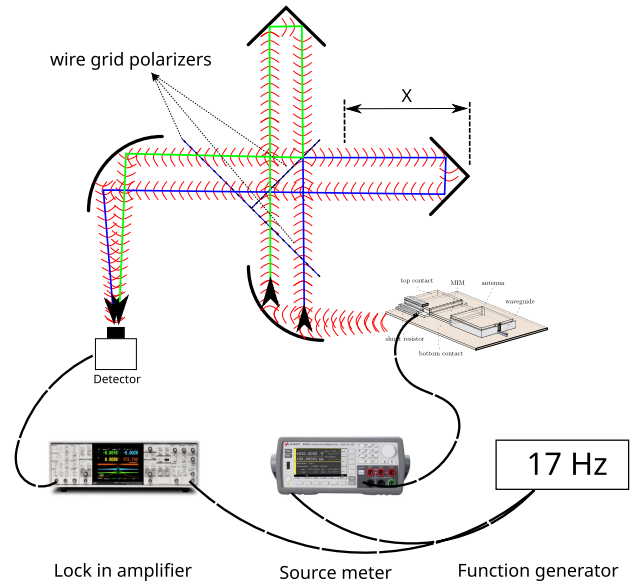 wire grid polarizers
X
top contact
MIM
antenna
waveguide
shunt resistor
bottom contact
Detector
17 Hz
Lock in amplifier
Source meter
Function generator